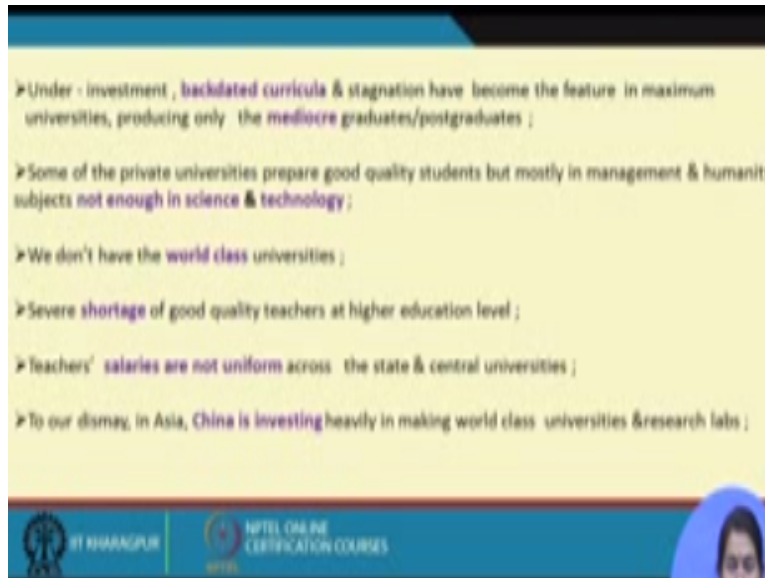 ➤Under - investment , backdated curricula & stagnation have become the feature in maximum
universities, producing only the mediocre graduates/postgraduates ;
➤Some of the private universities prepare good quality students but mostly in management & humanit
subjects not enough in science & technology ;
➤We don't have the world class universities ;
➤Severe shortage of good quality teachers at higher education level ;
➤Teachers' salaries are not uniform across the state & central universities ;
➤To our dismay, in Asia, China is investing heavily in making world class universities &research labs ;
IIT KHARAGPUR
NPTEL ONLINE
CERTIFICATION COURSES
NPTEL